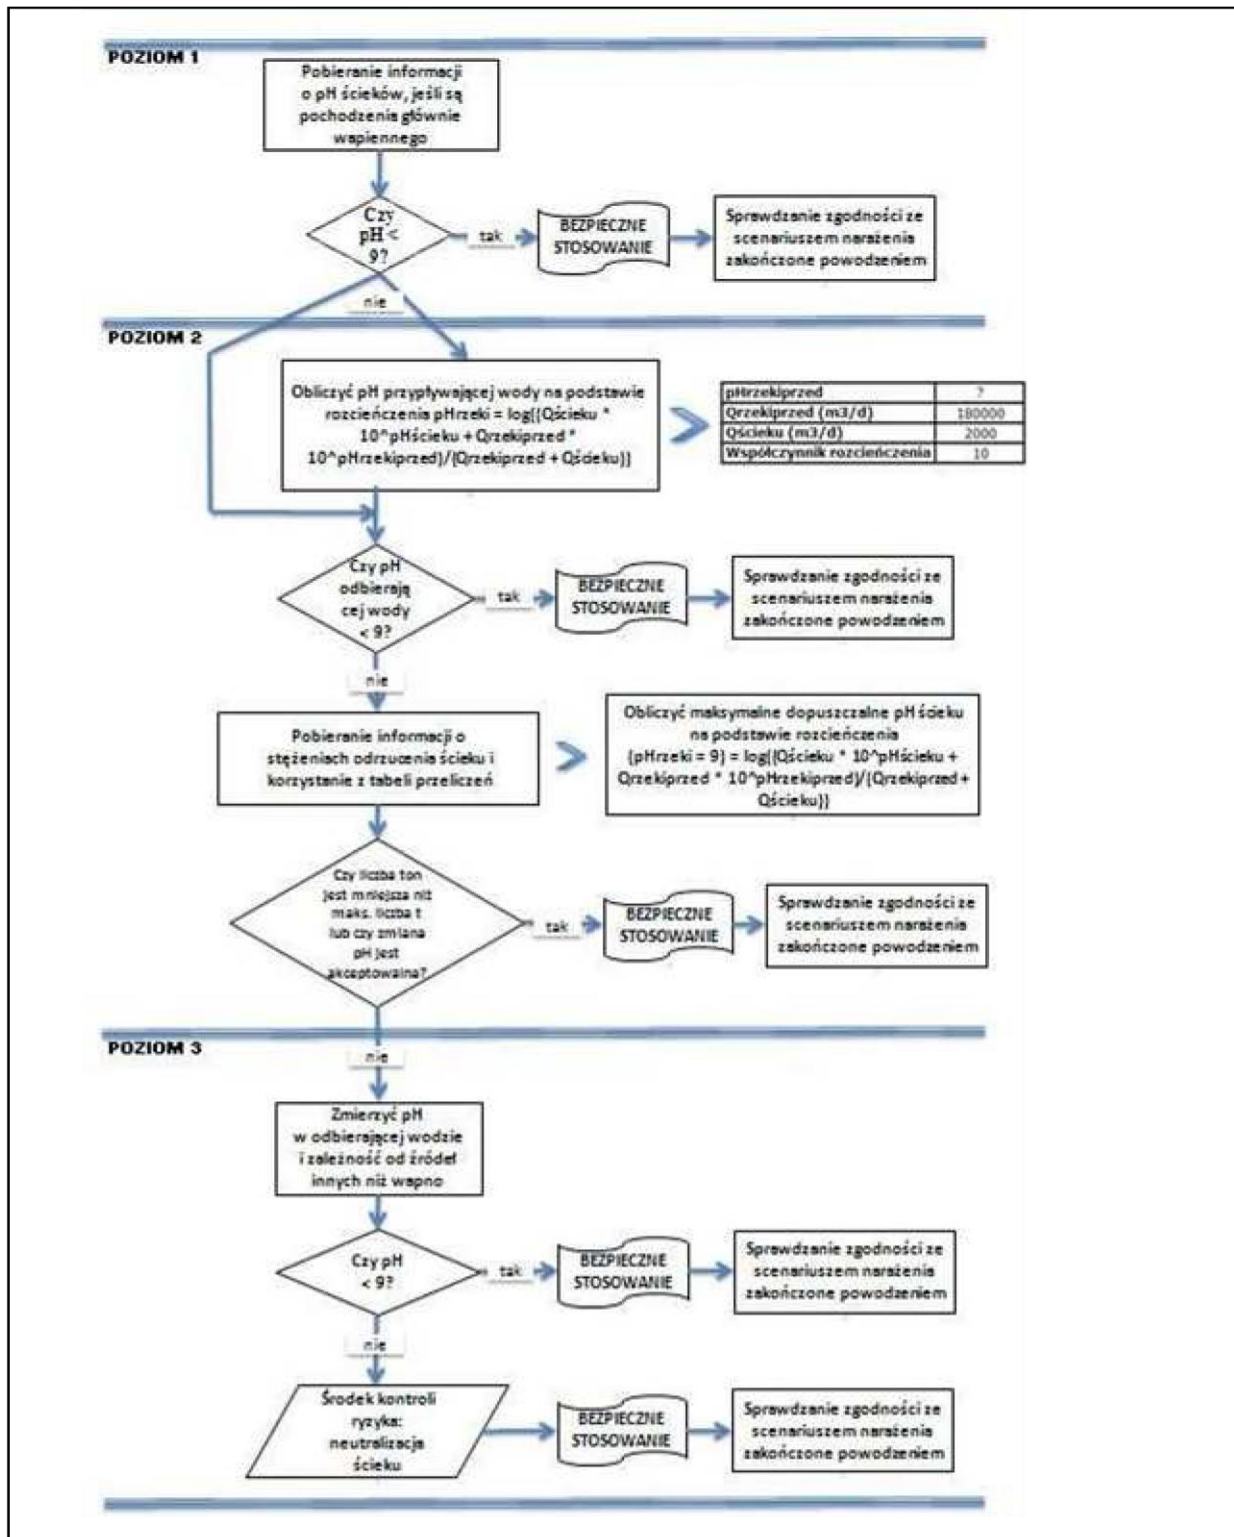 POZIOM 1
Pobieranie informacji
o pH ścieków, jeśli są
pochodzenia głównie
wapiennego
Czy
pH <
9?
tak
BEZPIECZNE
STOSOWANIE
Sprawdzanie zgodności ze
scenariuszem narażenia
zakończone powodzeniem
nie
POZIOM 2
Obliczyć pH przypływającej wody na podstawie
rozcieńczenia pHrzeki = log((Qścieku *
10^pHścieku + Qrzekiprzed *
10^pHrzekiprzed)/(Qrzekiprzed + Qścieku))
pHrzekiprzed ?
Qrzekiprzed (m3/d) 180000
Qścieku (m3/d) 2000
Współczynnik rozcieńczenia 10
Czy pH
odbierają
cej wody
< 9?
tak
BEZPIECZNE
STOSOWANIE
Sprawdzanie zgodności ze
scenariuszem narażenia
zakończone powodzeniem
nie
Pobieranie informacji o
stężeniach odrzucenia ścieku i
korzystanie z tabeli przeliczeń
Obliczyć maksymalne dopuszczalne pH ścieku
na podstawie rozcieńczenia
(pHrzeki = 9) = log((Qścieku * 10^pHścieku +
Qrzekiprzed * 10^pHrzekiprzed)/(Qrzekiprzed +
Qścieku))
Czy liczba ton
jest mniejsza niż
maks. liczba t
lub czy zmiana
pH jest
akceptowalna?
tak
BEZPIECZNE
STOSOWANIE
Sprawdzanie zgodności ze
scenariuszem narażenia
zakończone powodzeniem
POZIOM 3
nie
Zmierzyć pH
w odbierającej wodzie
i zależność od źródeł
innych niż wapno
Czy pH
< 9?
tak
BEZPIECZNE
STOSOWANIE
Sprawdzanie zgodności ze
scenariuszem narażenia
zakończone powodzeniem
nie
Środek kontroli
ryzyka:
neutralizacja
ścieku
BEZPIECZNE
STOSOWANIE
Sprawdzanie zgodności ze
scenariuszem narażenia
zakończone powodzeniem